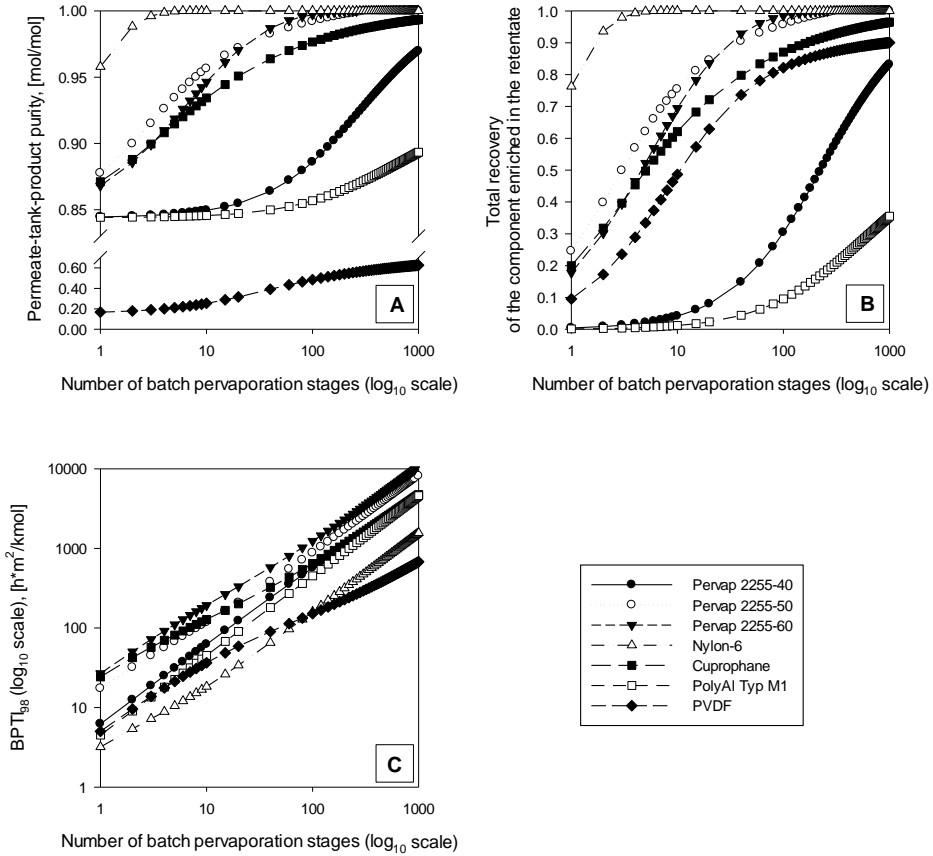 Permeate-tank-product purity, [mol/mol]
1.00
0.95
0.90
0.85
0.60
0.40
0.20
0.00
A
1
10
100
1000
Number of batch pervaporation stages (log10 scale)
Total recovery
of the component enriched in the retentate
1.0
0.9
0.8
0.7
0.6
0.5
0.4
0.3
0.2
0.1
0.0
B
1
10
100
1000
Number of batch pervaporation stages (log10 scale)
BPTI98 (log10 scale), [h*m2/kmol]
10000
1000
100
10
1
C
1
10
100
1000
Number of batch pervaporation stages (log10 scale)
Pervap 2255-40
Pervap 2255-50
Pervap 2255-60
Nylon-6
Cuprophane
PolyAl Typ M1
PVDF